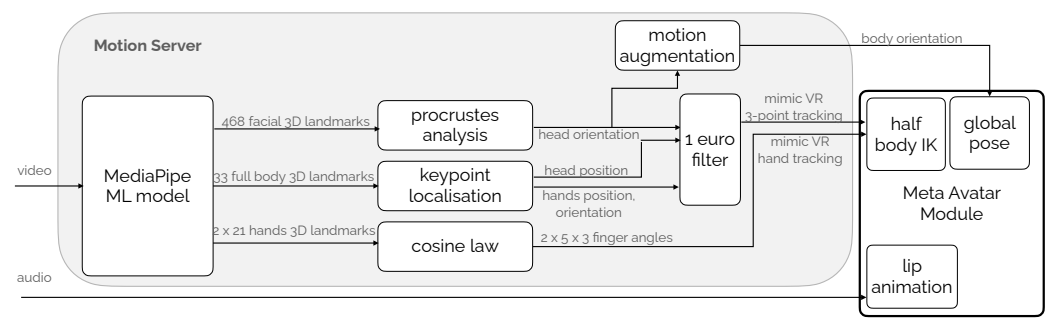 Motion Server
motion
augmentation
body orientation
468 facial 3D landmarks
procrustes
analysis
head orientation
mimic VR
3-point tracking
half
body IK
global
pose
video
MediaPipe
ML model
33 full body 3D landmarks
keypoint
localisation
head position
hands position,
orientation
1 euro
filter
mimic VR
hand tracking
Meta Avatar
Module
2 x 21 hands 3D landmarks
cosine law
2 x 5 x 3 finger angles
audio
lip
animation